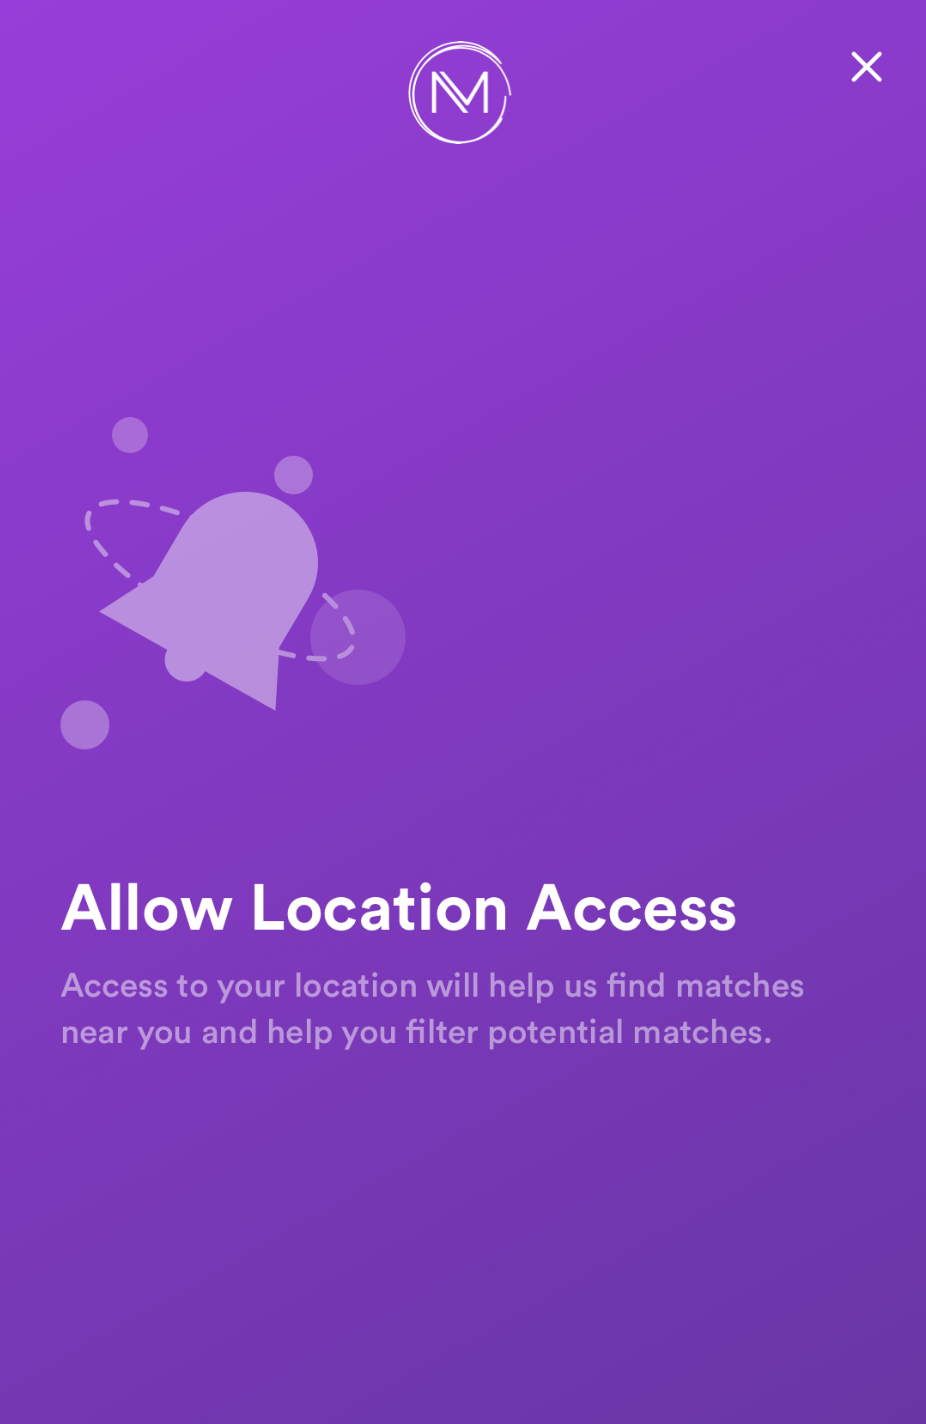 M
Allow Location Access
Access to your location will help us find matches
near you and help you filter potential matches.